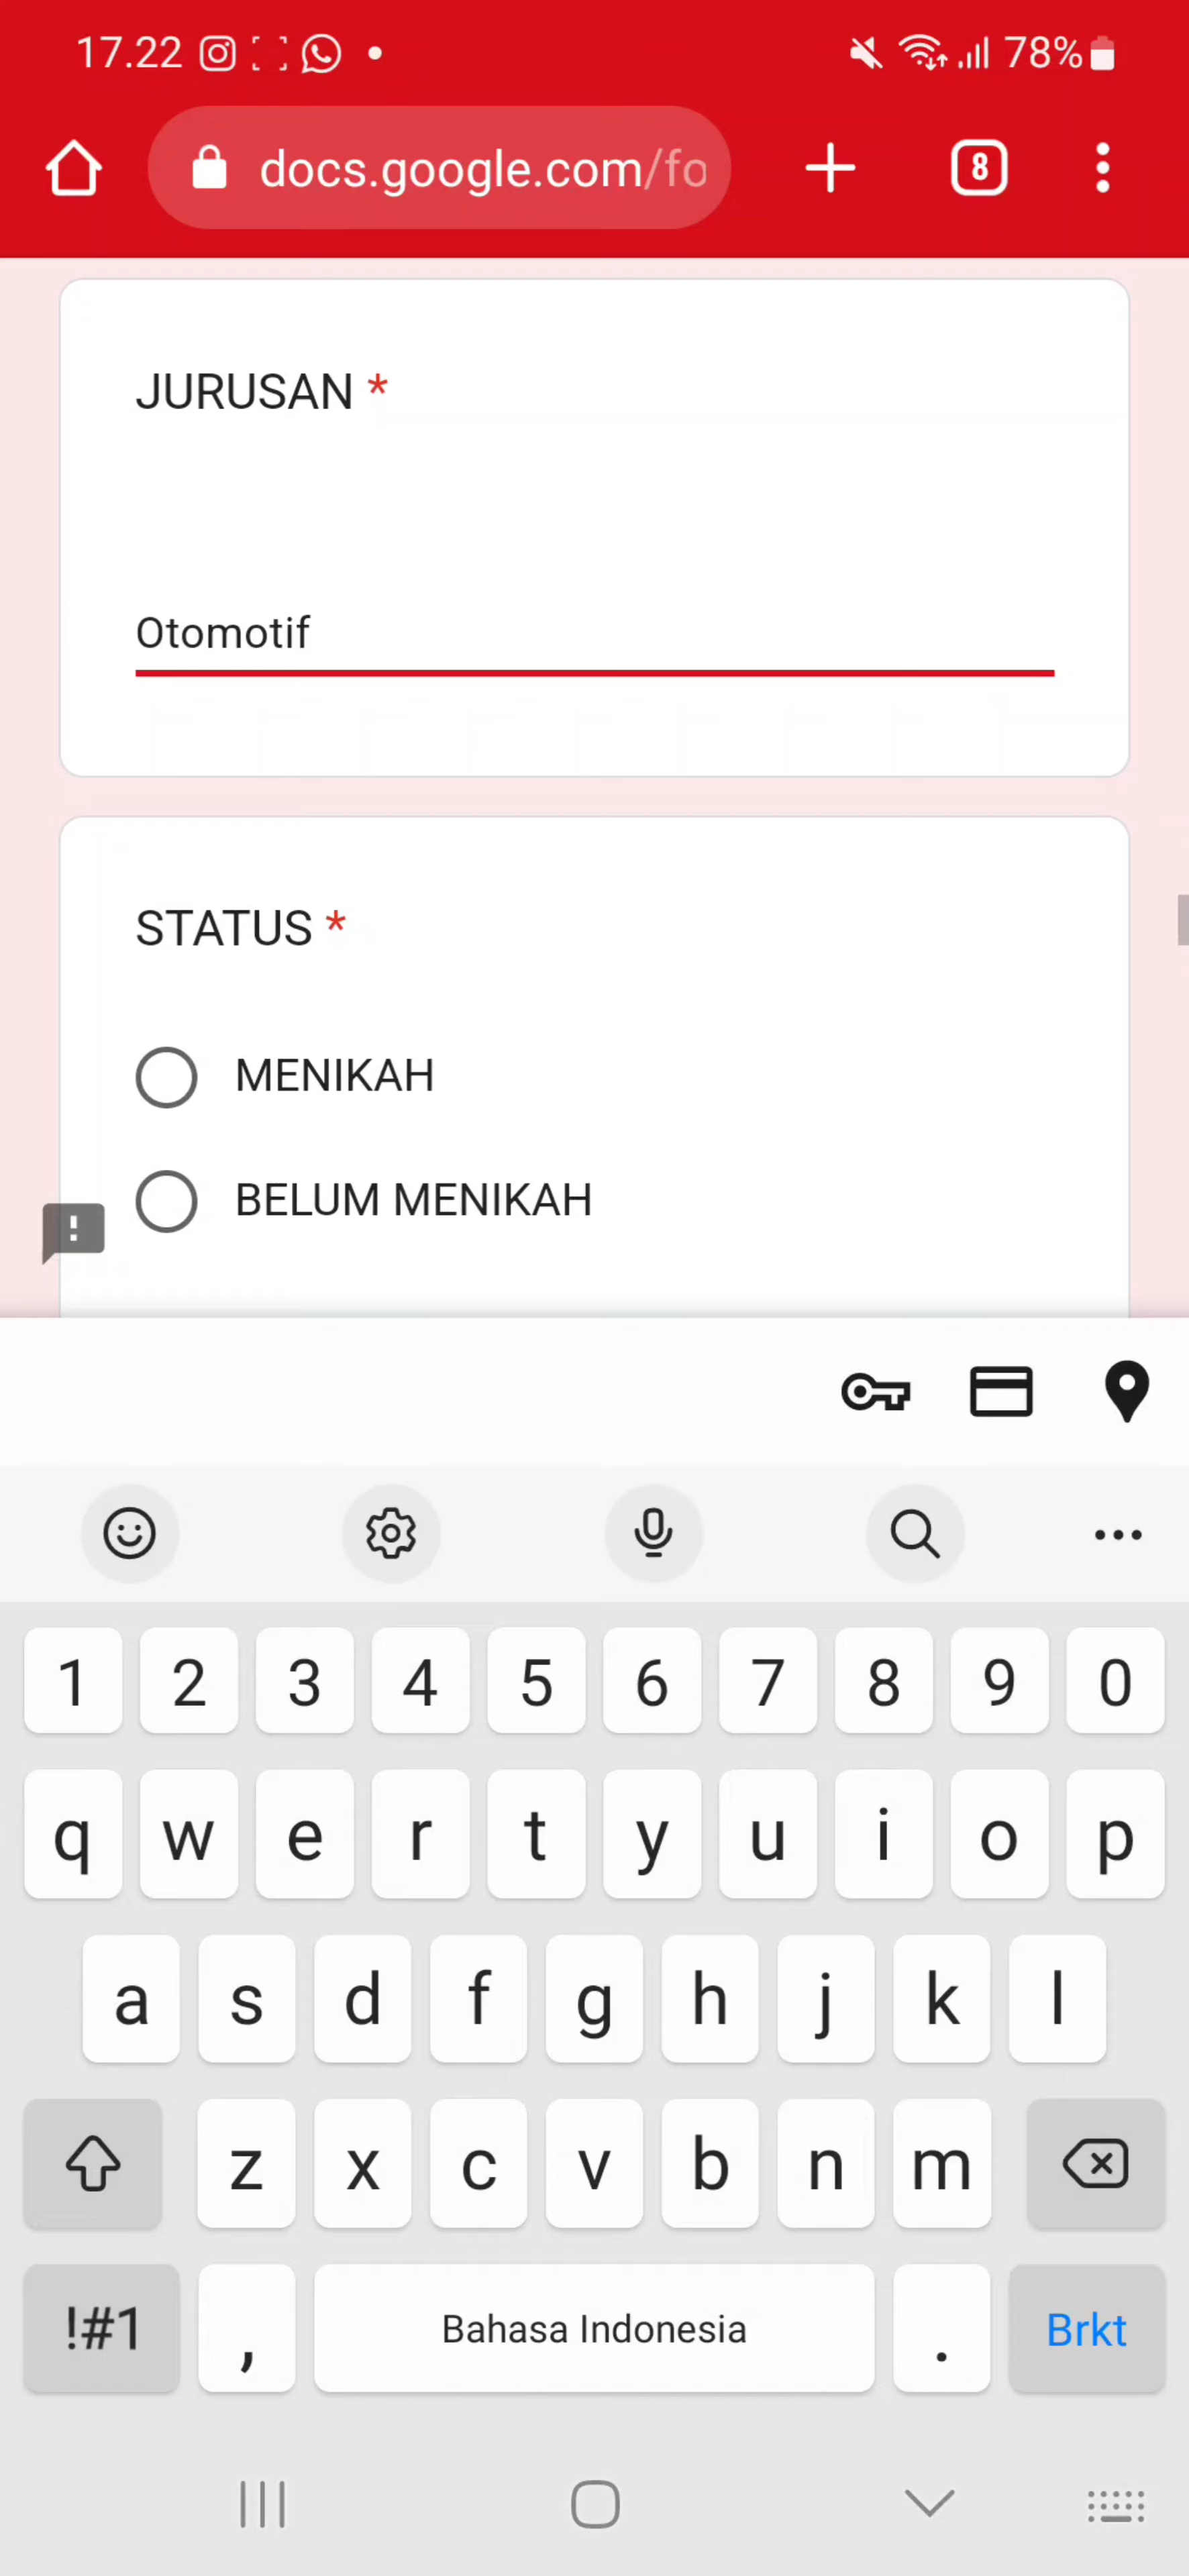 17.22 78%
docs.google.com/fo 8
JURUSAN *
Otomotif
STATUS *
MENIKAH
BELUM MENIKAH
1 2 3 4 5 6 7 8 9 0
q w e r t y u i o p
a s d f g h j k l
z x c v b n m
!#1 , Bahasa Indonesia . Brkt